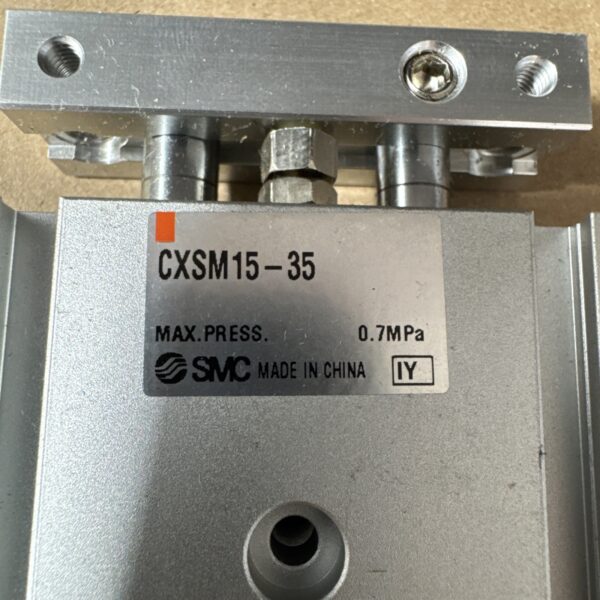 CXSM15-35
MAX.PRESS. 0.7MPa
SMC MADE IN CHINA IY